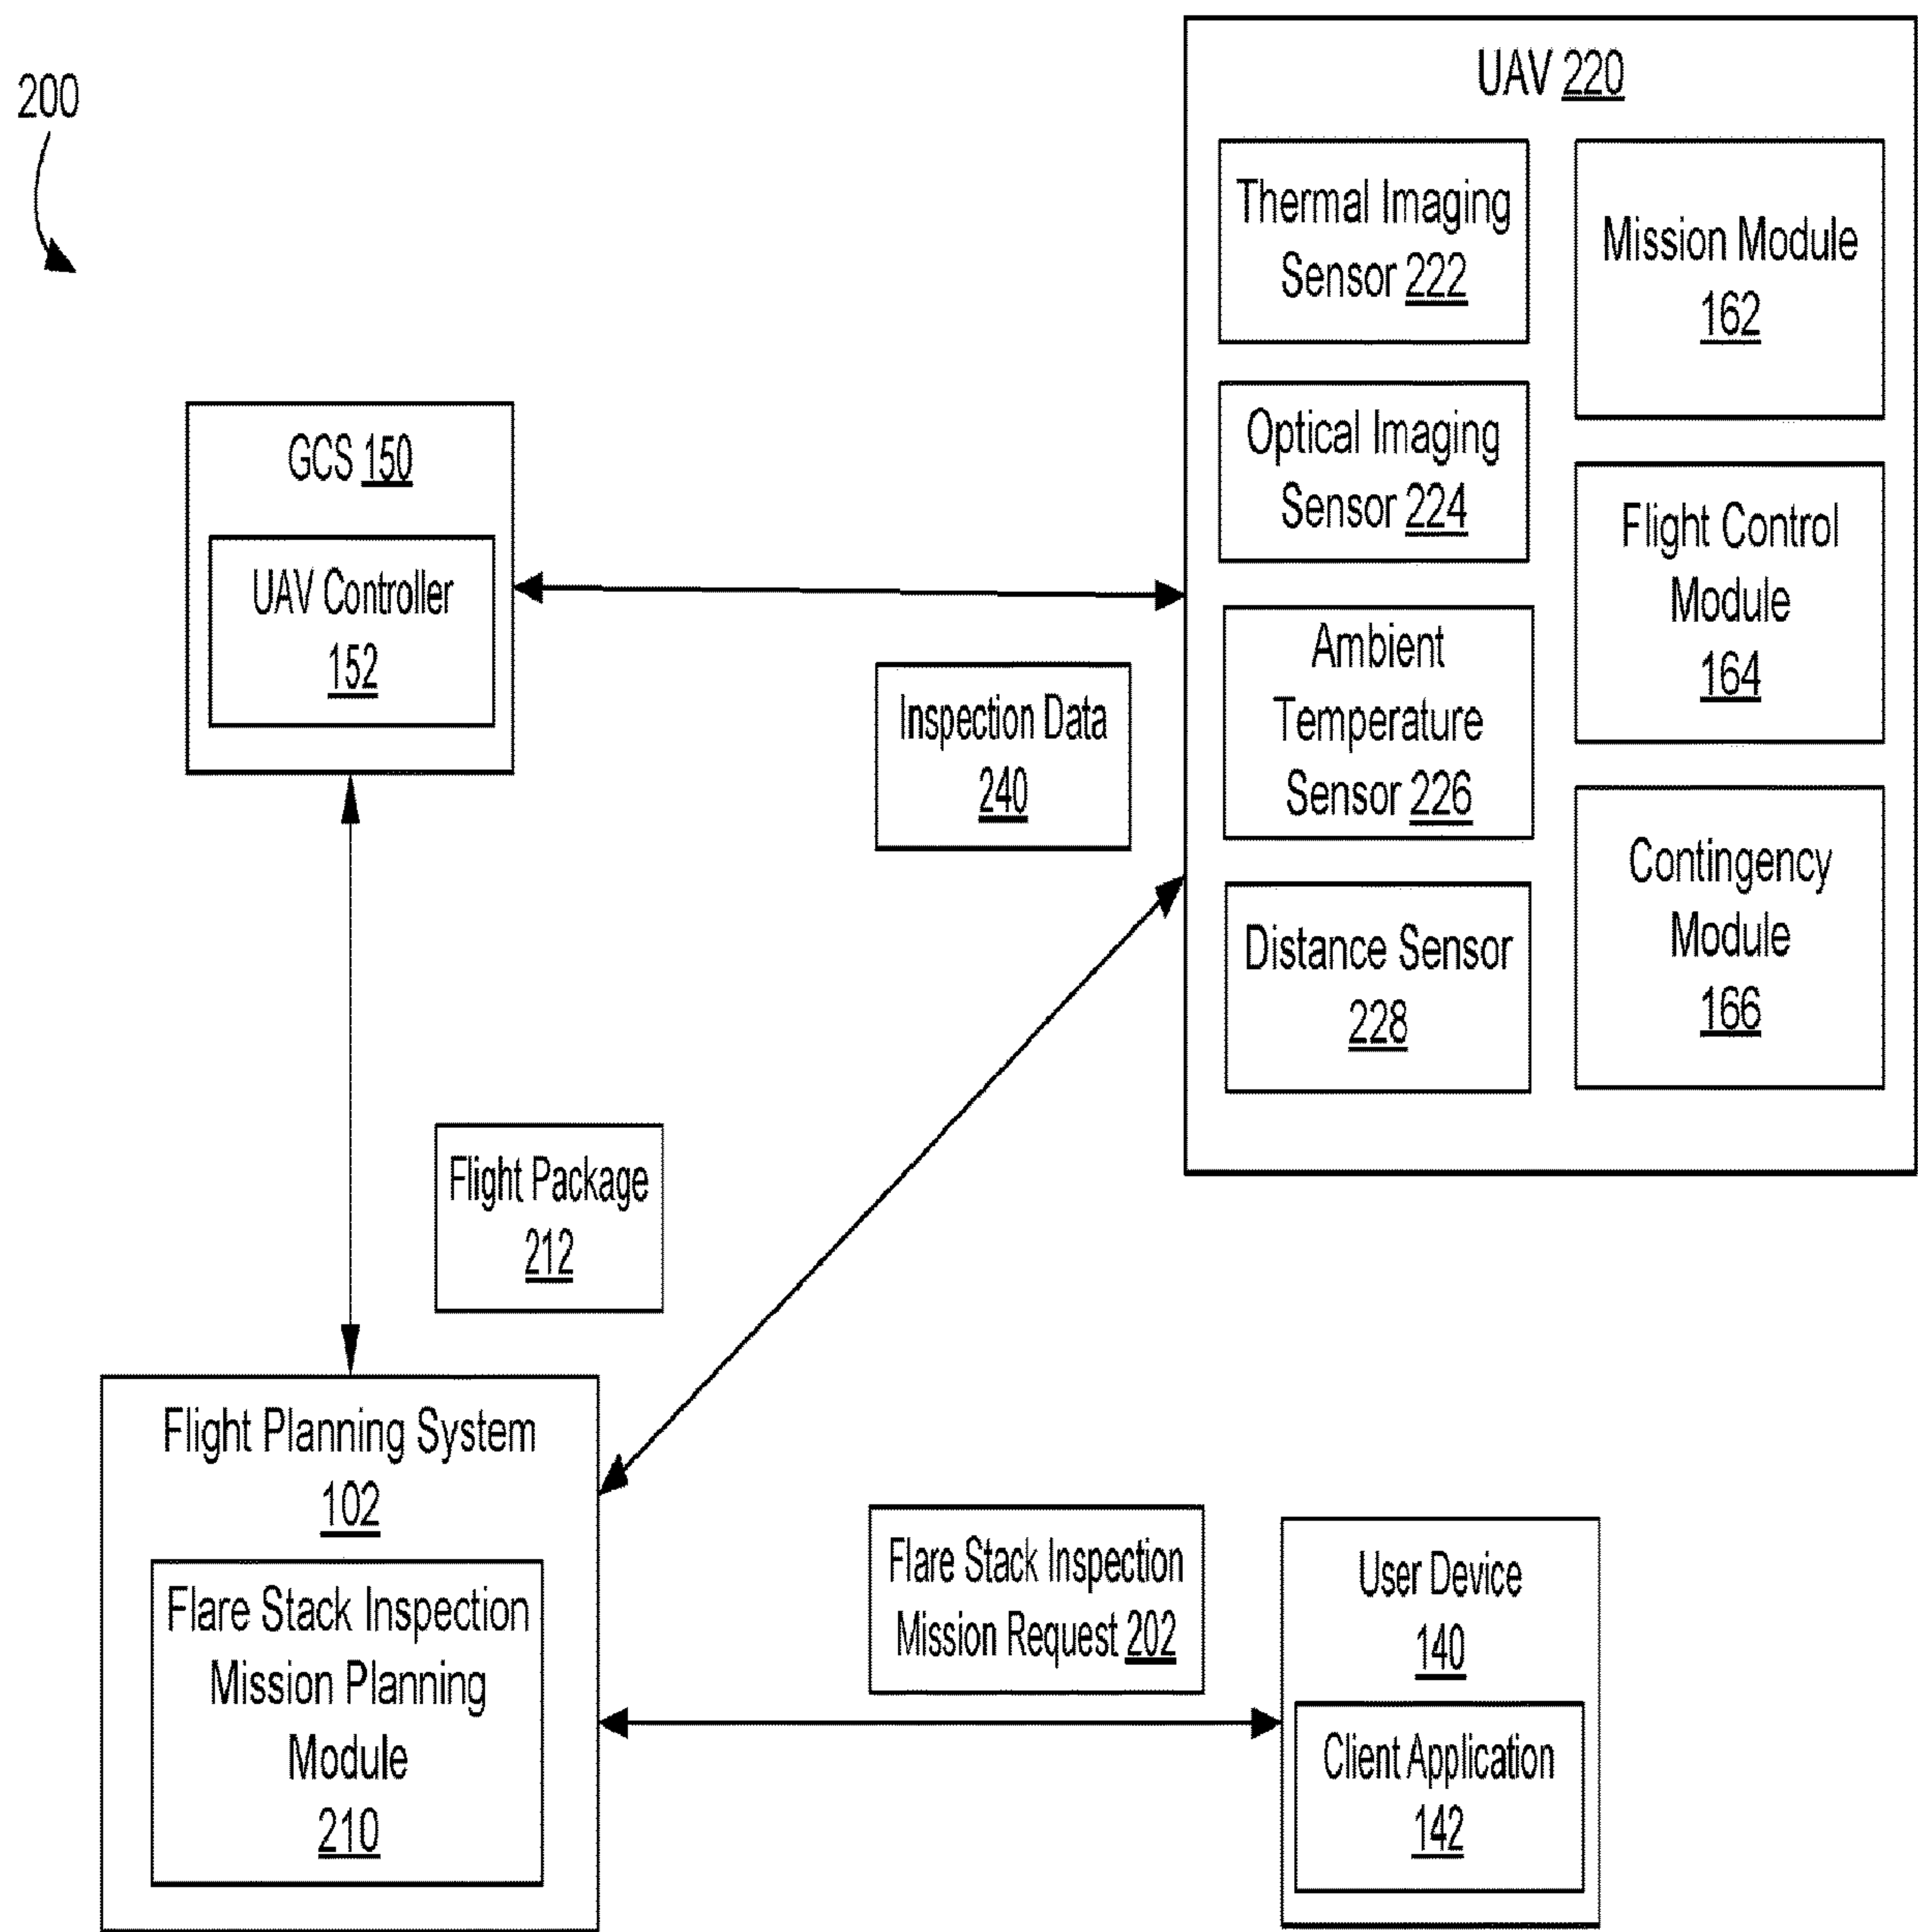 200
UAV 220
Thermal Imaging
Sensor 222
Mission Module
162
Optical Imaging
Sensor 224
Flight Control
Module
164
Ambient
Temperature
Sensor 226
Contingency
Module
166
Distance Sensor
228
GCS 150
UAV Controller
152
Inspection Data
240
Flight Package
212
Flight Planning System
102
Flare Stack Inspection
Mission Planning
Module
210
Flare Stack Inspection
Mission Request 202
User Device
140
Client Application
142